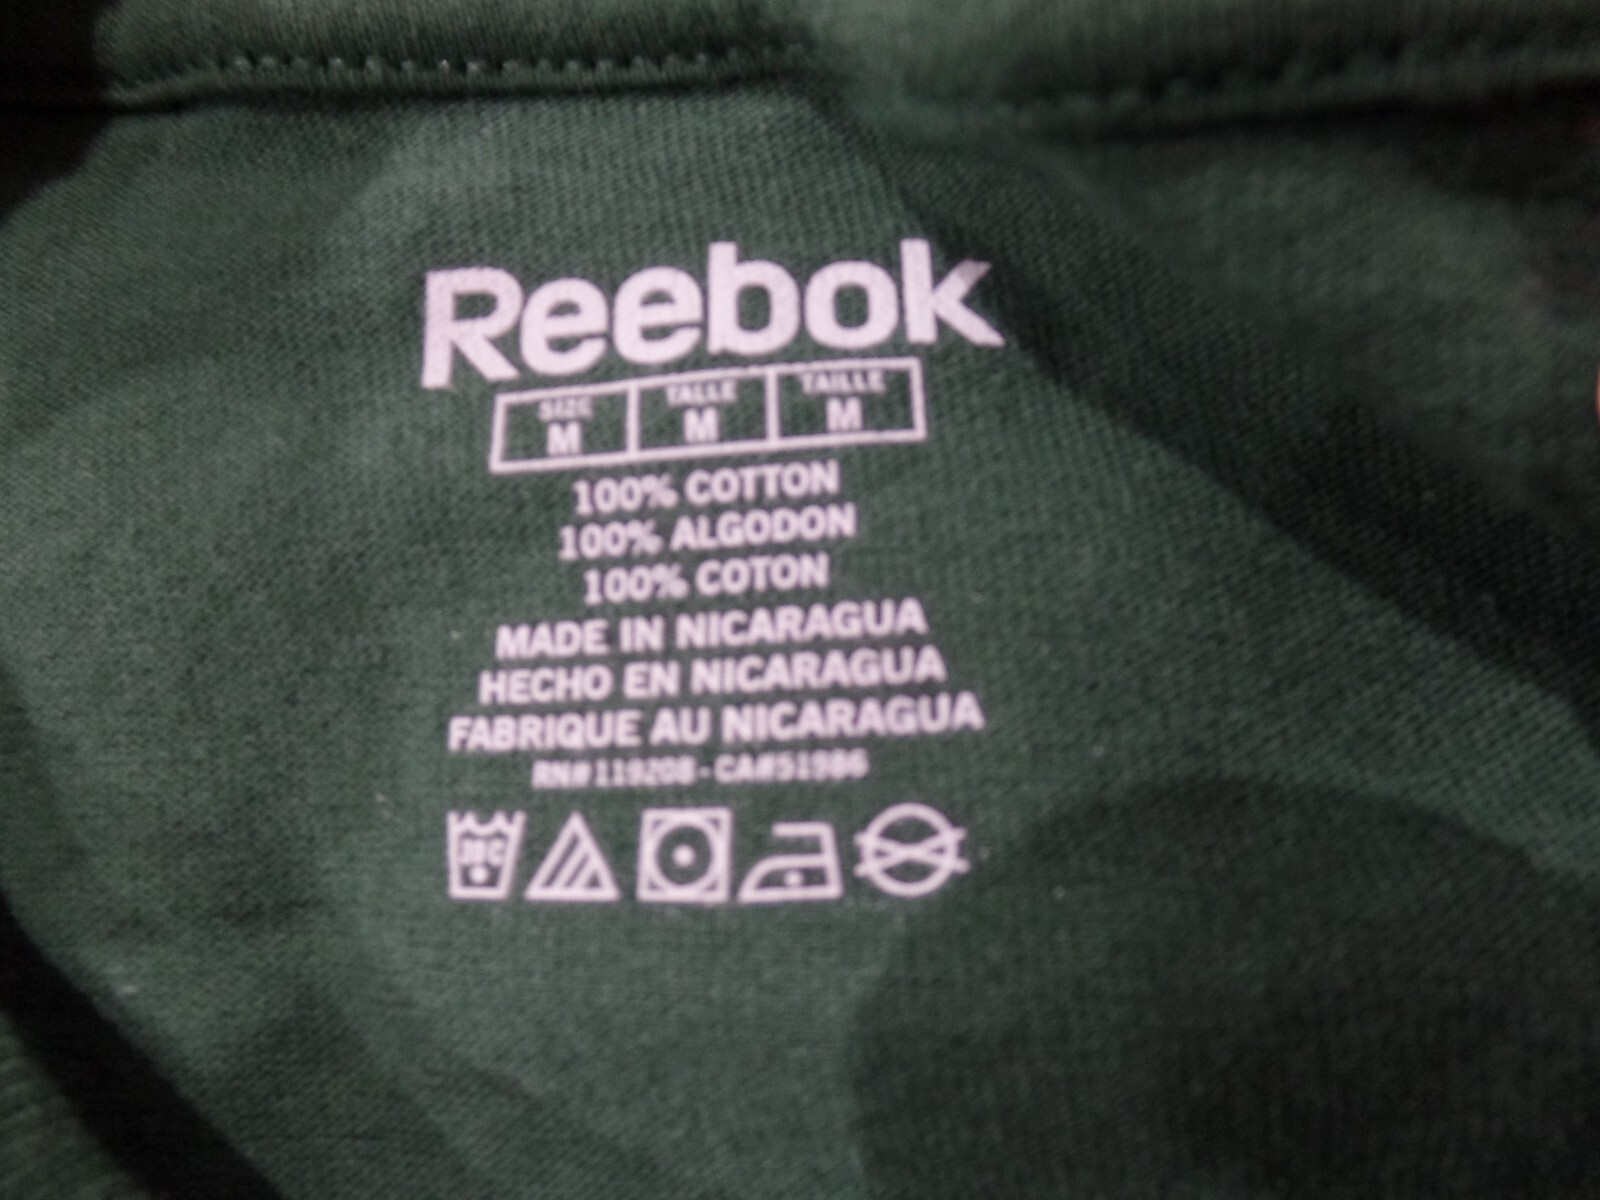 Reebok
SIZE TALLE TAILLE
M M M
100% COTTON
100% ALGODON
100% COTON
MADE IN NICARAGUA
HECHO EN NICARAGUA
FABRIQUE AU NICARAGUA
RN# 119208 - CA#51986